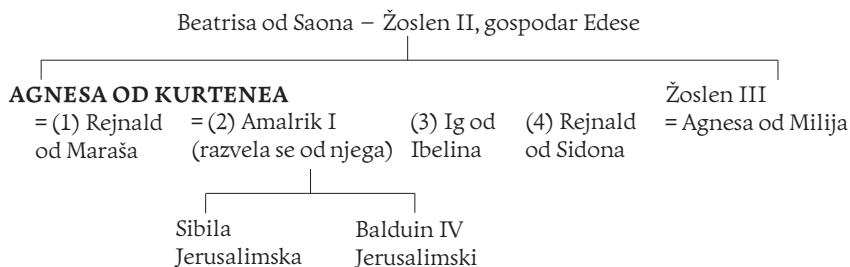 Beatrisa od Saona – Žoslen II, gospodar Edese
AGNESA OD KURTENEA
= (1) Rejnald
od Maraša
= (2) Amalrik I
(razvela se od njega)
(3) Ig od
Ibelina
(4) Rejnald
od Sidona
Žoslen III
= Agnesa od Milija
Sibila
Jerusalimska
Balduin IV
Jerusalimski